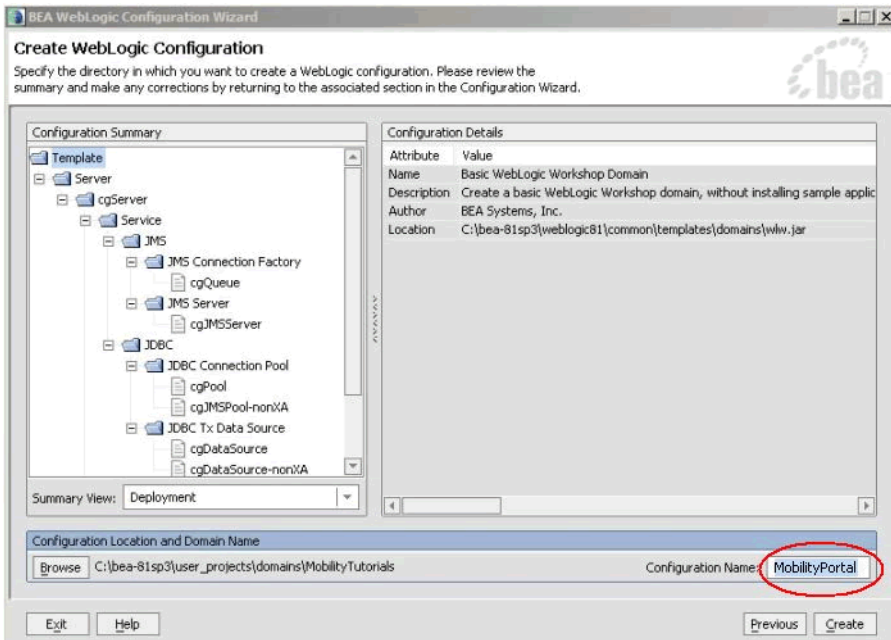 BEA WebLogic Configuration Wizard
Create WebLogic Configuration
Specify the directory in which you want to create a WebLogic configuration. Please review the
summary and make any corrections by returning to the associated section in the Configuration Wizard.
bea
Configuration Summary
Template
Server
cgServer
Service
JMS
JMS Connection Factory
cgQueue
JMS Server
cgJMSServer
JDBC
JDBC Connection Pool
cgPool
cgJMSPool-nonXA
JDBC Tx Data Source
cgDataSource
cgDataSource-nonXA
Summary View: Deployment
Configuration Details
Attribute Value
Name Basic WebLogic Workshop Domain
Description Create a basic WebLogic Workshop domain, without installing sample applic
Author BEA Systems, Inc.
Location C:\bea-81sp3\weblogic81\common\templates\domains\wlw.jar
Configuration Location and Domain Name
Browse C:\bea-81sp3\user_projects\domains\MobilityTutorials Configuration Name: MobilityPortal
Exit Help Previous Create